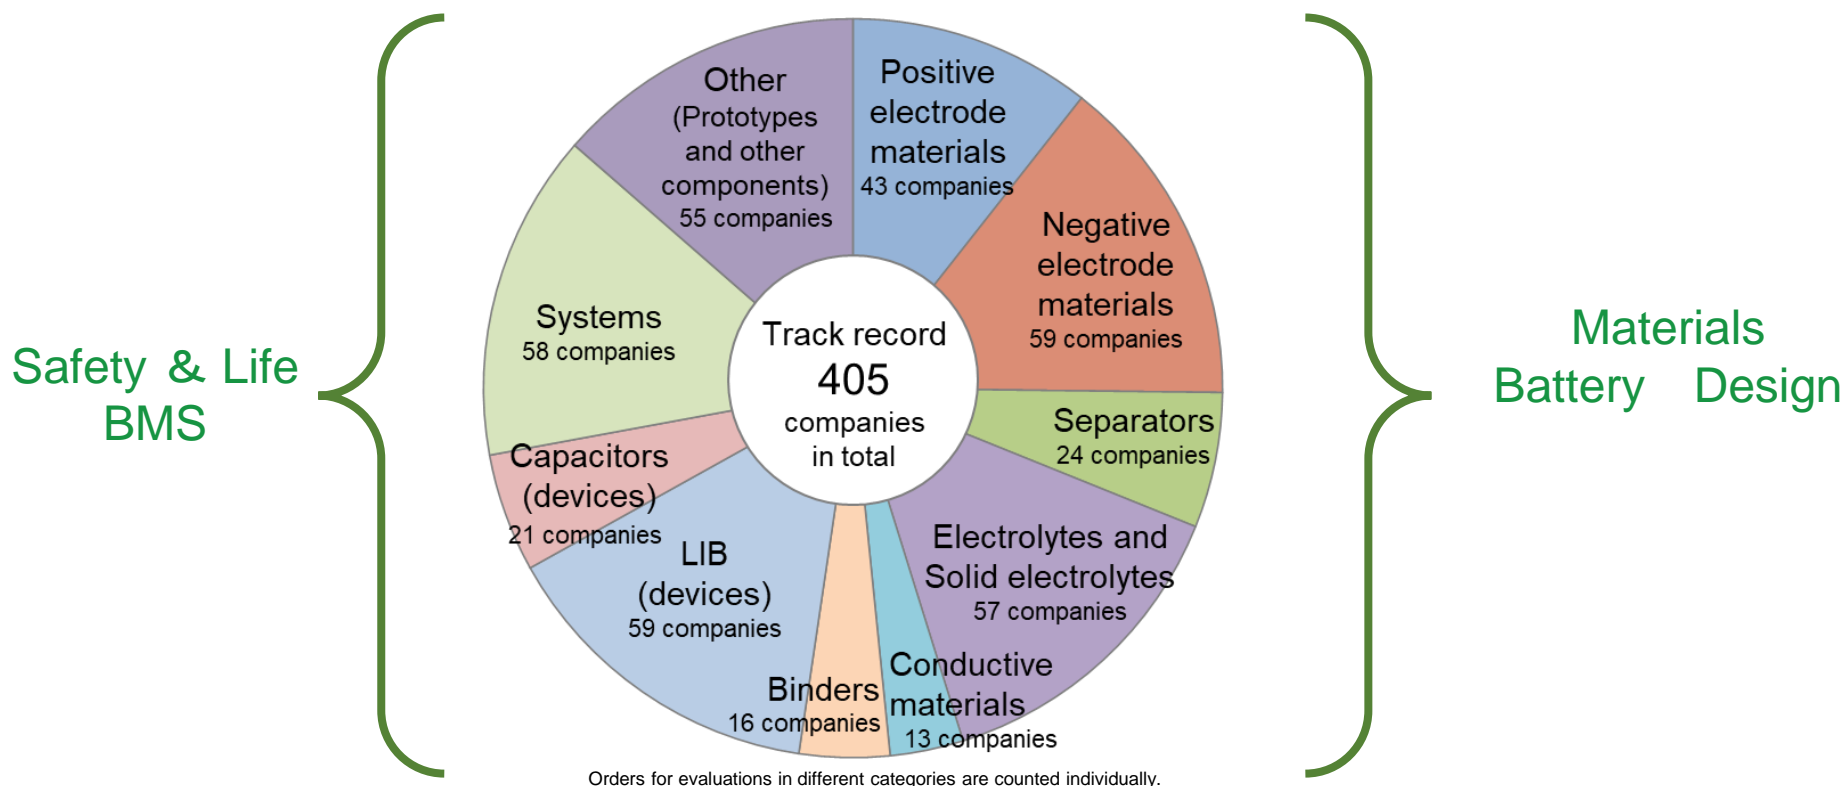 Safety & Life
BMS
Other
(Prototypes
and other
components)
55 companies
Positive
electrode
materials
43 companies
Negative
electrode
materials
59 companies
Separators
24 companies
Electrolytes and
Solid electrolytes
57 companies
Conductive
materials
13 companies
Binders
16 companies
LIB
(devices)
59 companies
Capacitors
(devices)
21 companies
Systems
58 companies
Track record
405
companies
in total
Materials
Battery Design
Orders for evaluations in different categories are counted individually.